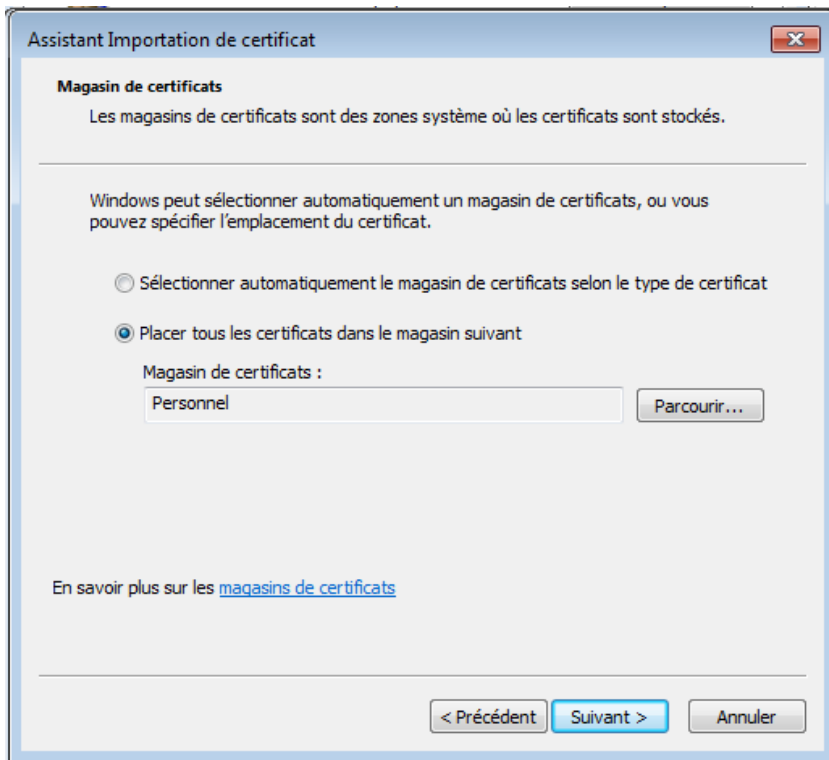 Assistant Importation de certificat
Magasin de certificats
Les magasins de certificats sont des zones système où les certificats sont stockés.
Windows peut sélectionner automatiquement un magasin de certificats, ou vous
pouvez spécifier l'emplacement du certificat.
Sélectionner automatiquement le magasin de certificats selon le type de certificat
Placer tous les certificats dans le magasin suivant
Magasin de certificats :
Personnel
Parcourir...
En savoir plus sur les magasins de certificats
< Précédent Suivant > Annuler